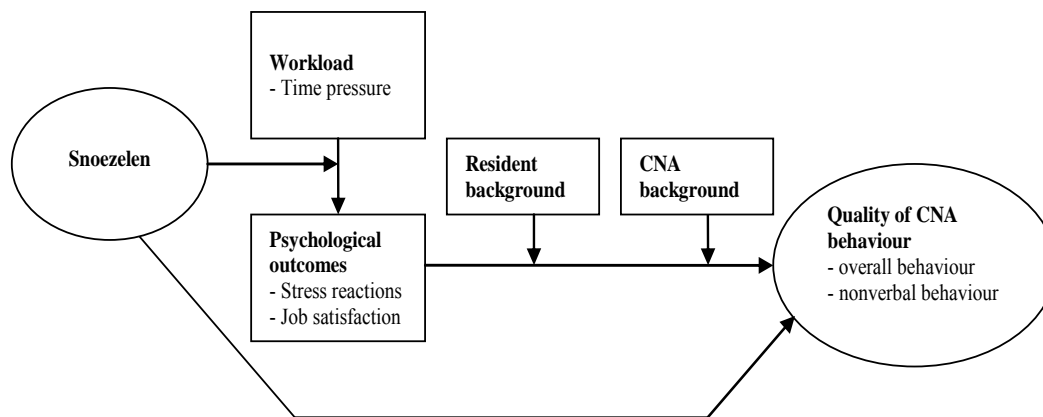 Workload
- Time pressure
Snoezelen
Resident
background
CNA
background
Psychological
outcomes
- Stress reactions
- Job satisfaction
Quality of CNA
behaviour
- overall behaviour
- nonverbal behaviour